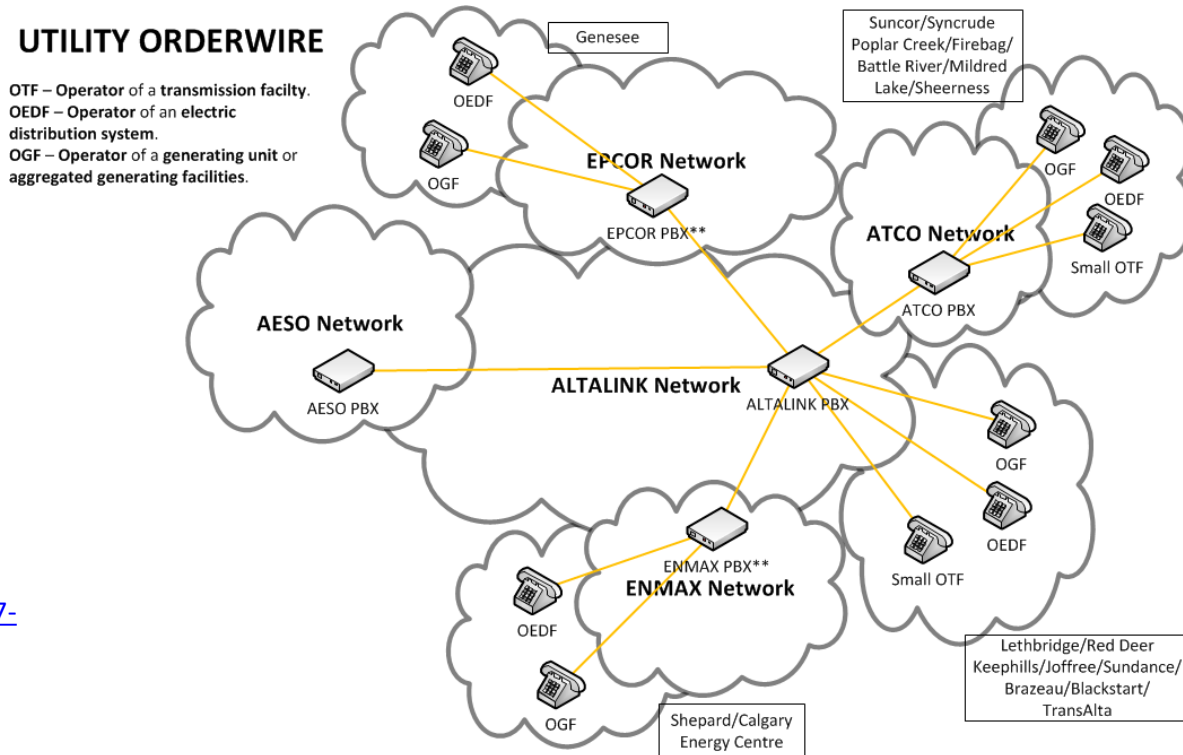 UTILITY ORDERWIRE
OTF – Operator of a transmission facilty.
OEDF – Operator of an electric
distribution system.
OGF – Operator of a generating unit or
aggregated generating facilities.
Genesee
Suncor/Syncrude
Poplar Creek/Firebag/
Battle River/Mildred
Lake/Sheerness
OEDF
OGF
EPCOR Network
EPCOR PBX**
OGF
OEDF
Small OTF
ATCO Network
ATCO PBX
AESO Network
AESO PBX
ALTALINK Network
ALTALINK PBX
OGF
OEDF
Small OTF
ENMAX PBX**
ENMAX Network
OEDF
OGF
7-
Lethbridge/Red Deer
Keephills/Joffree/Sundance/
Brazeau/Blackstart/
TransAlta
Shepard/Calgary
Energy Centre